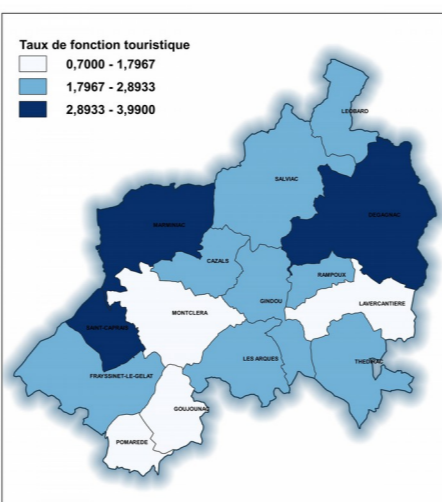 Taux de fonction touristique
0,7000 - 1,7967
1,7967 - 2,8933
2,8933 - 3,9900
LEOBARD
SALVIAC
DEGAGNAC
MARMINIAC
CAZALS
RAMPOUX
LAVERCANTIERE
GINDOU
MONTCLERA
SAINT-CAPRAIS
LES ARQUES
THEDIRAC
FRAYSSINET-LE-GELAT
GOUJOUNAC
POMAREDE